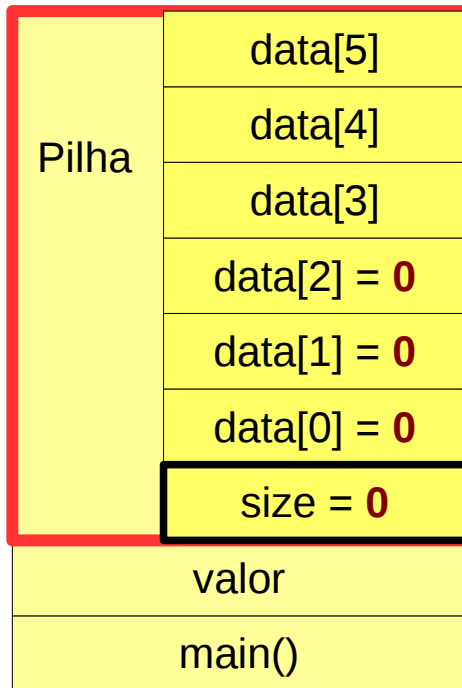 data[5]
data[4]
Pilha
data[3]
data[2] = 0
data[1] = 0
data[0] = 0
size = 0
valor
main()